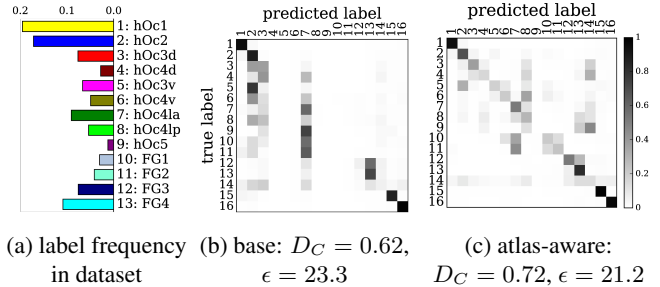 0.2 0.0
1: hOc1
2: hOc2
3: hOc3d
4: hOc4d
5: hOc3v
6: hOc4v
7: hOc4la
8: hOc4lp
9: hOc5
10: FG1
11: FG2
12: FG3
13: FG4
(a) label frequency
in dataset
predicted label
1 2 3 4 5 6 7 8 9 10 11 12 13 14 15 16
true label
1
2
3
4
5
6
7
8
9
10
11
12
13
14
15
16
(b) base: D_C = 0.62,
ϵ = 23.3
predicted label
1 2 3 4 5 6 7 8 9 10 11 12 13 14 15 16
1
2
3
4
5
6
7
8
9
10
11
12
13
14
15
16
1
0.8
0.6
0.4
0.2
0
(c) atlas-aware:
D_C = 0.72, ϵ = 21.2